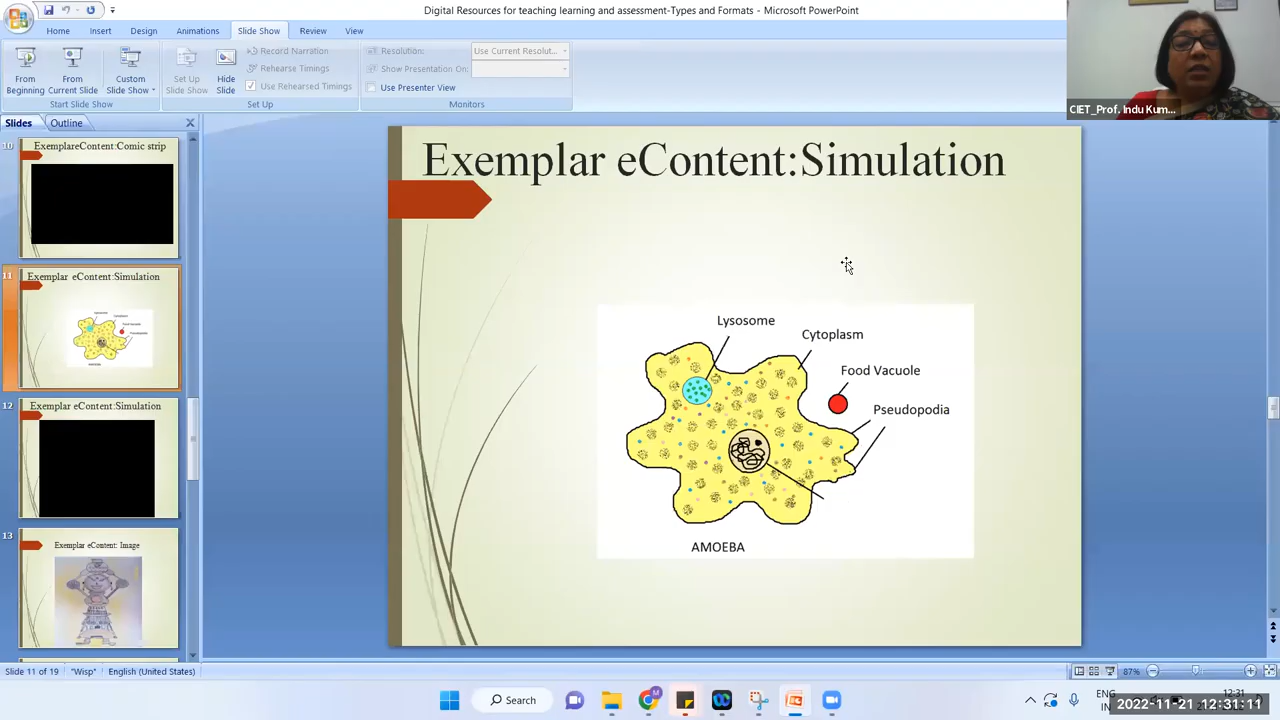 Digital Resources for teaching learning and assessment-Types and Formats - Microsoft PowerPoint
Home Insert Design Animations Slide Show Review View
From Beginning
From Current Slide
Custom Slide Show
Start Slide Show
Set Up Slide Show
Hide Slide
Record Narration
Rehearse Timings
Use Rehearsed Timings
Set Up
Resolution: Use Current Resolut...
Show Presentation On:
Use Presenter View
Monitors
CIET_Prof. Indu Kum...
Slides Outline
10
ExemplareContent:Comic strip
11
Exemplar eContent:Simulation
12
Exemplar eContent:Simulation
13
Exemplar eContent: Image
Exemplar eContent:Simulation
Lysosome
Cytoplasm
Food Vacuole
Pseudopodia
AMOEBA
Slide 11 of 19 "Wisp" English (United States)
87%
Search
ENG
IN
12:31
2022-11-21 12:31:11